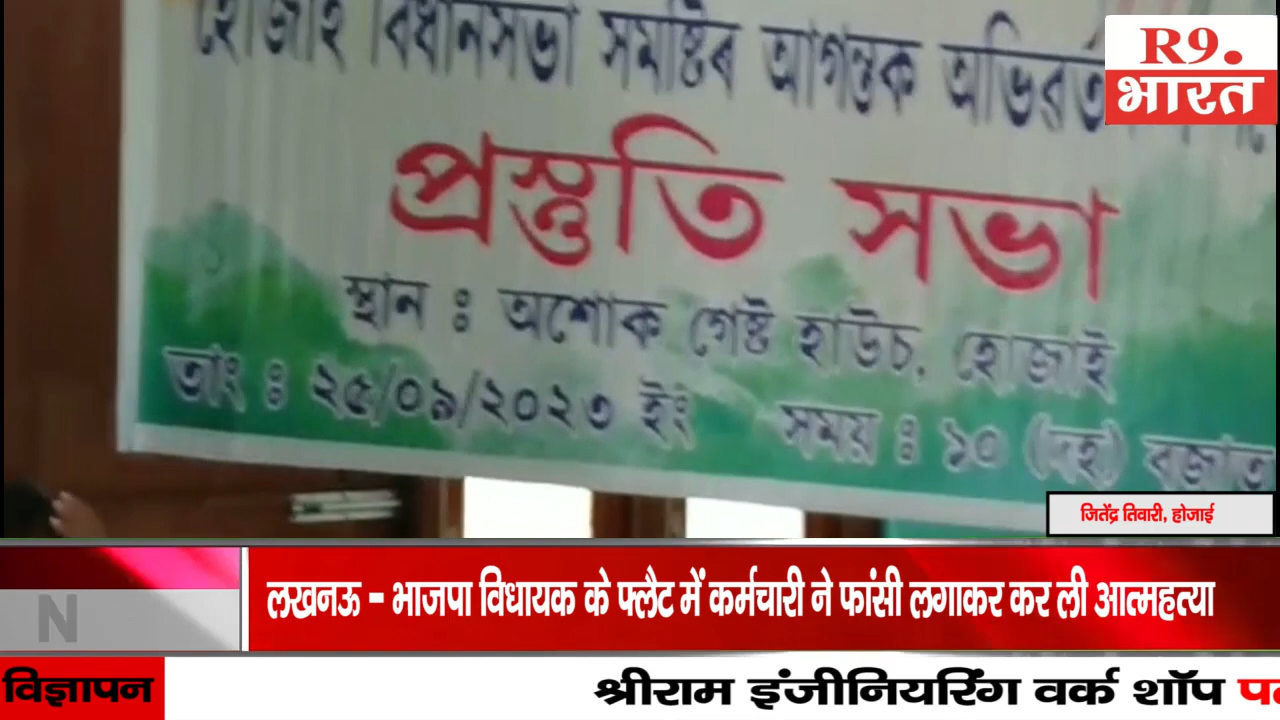 হোজাই বিধানসভা সমষ্টিৰ আগন্তুক
R9.
भारत
প্ৰস্তুতি সভা
স্থান : অশোক গেষ্ট হাউচ, হোজাই
তাং : ২৫/০৯/২০২৩ ইং সময় : ১০ (দহ) বজাত
जितेंद्र तिवारी, होजाई
N
लखनऊ - भाजपा विधायक के फ्लैट में कर्मचारी ने फांसी लगाकर कर ली आत्महत्या
विज्ञापन
श्रीराम इंजीनियरिंग वर्क शॉप